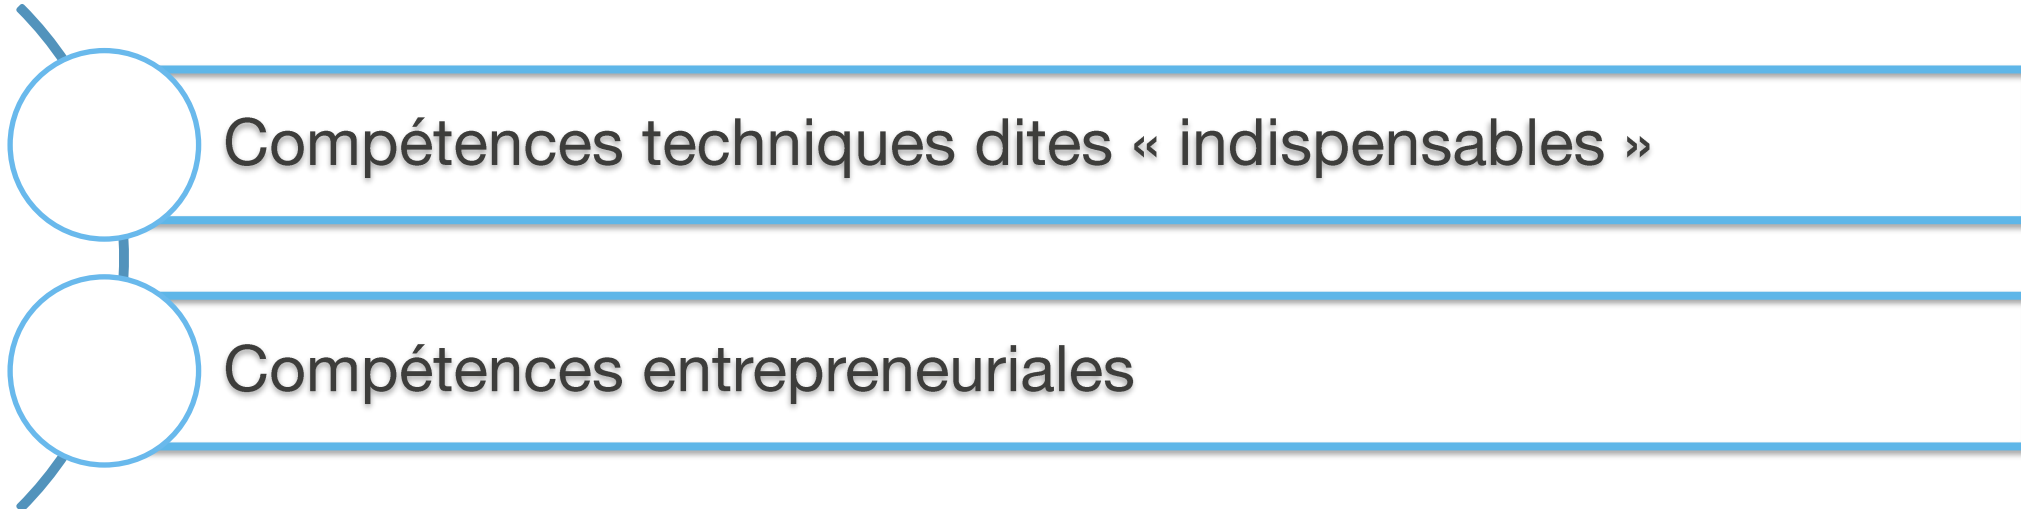 Compétences techniques dites « indispensables »
Compétences entrepreneuriales